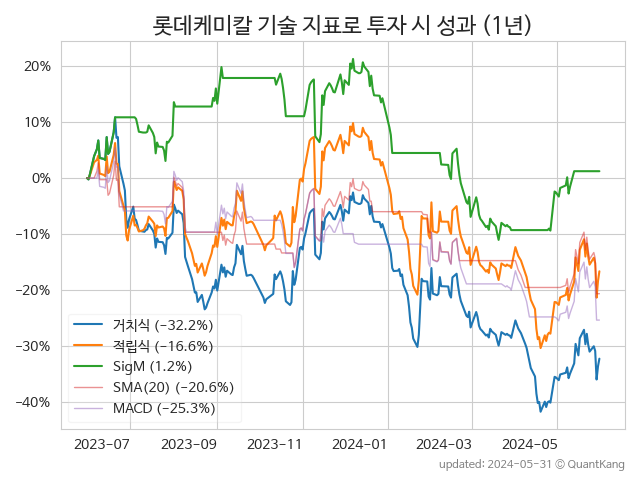 롯데케미칼 기술 지표로 투자 시 성과 (1년)
20%
10%
0%
−10%
−20%
−30%
−40%
거치식 (−32.2%)
적립식 (−16.6%)
SigM (1.2%)
SMA(20) (−20.6%)
MACD (−25.3%)
2023−07
2023−09
2023−11
2024−01
2024−03
2024−05
updated: 2024−05−31 © QuantKang